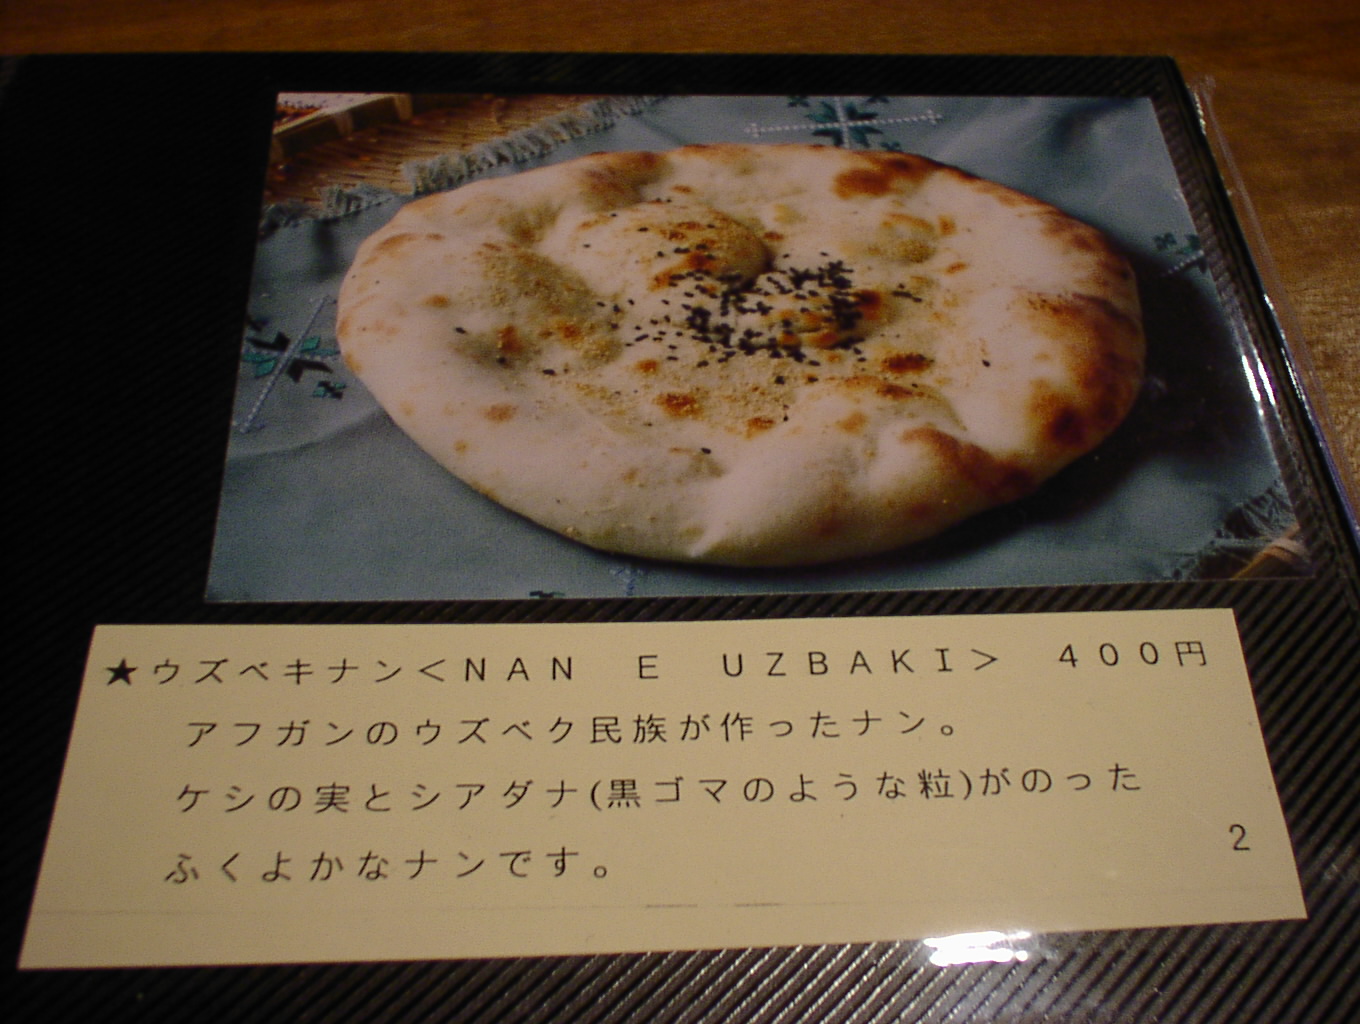 ★ウズベキナン＜ＮＡＮ　Ｅ　ＵＺＢＡＫＩ＞　４００円
アフガンのウズベク民族が作ったナン。
ケシの実とシアダナ(黒ゴマのような粒)がのった
ふくよかなナンです。
2